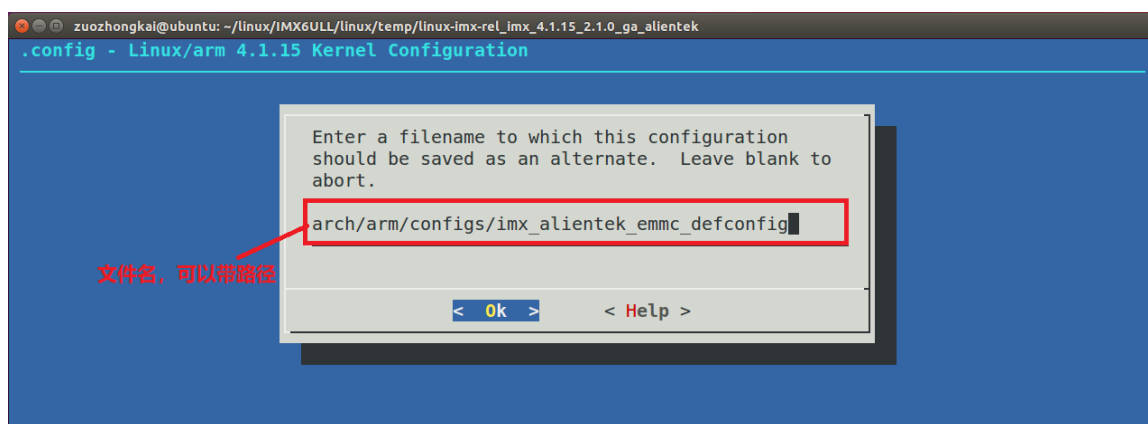 zuozhongkai@ubuntu: ~/linux/IMX6ULL/linux/temp/linux-imx-rel_imx_4.1.15_2.1.0_ga_alientek
.config - Linux/arm 4.1.15 Kernel Configuration
Enter a filename to which this configuration
should be saved as an alternate.  Leave blank to
abort.
arch/arm/configs/imx_alientek_emmc_defconfig
文件名，可以带路径
<  Ok  >      < Help >